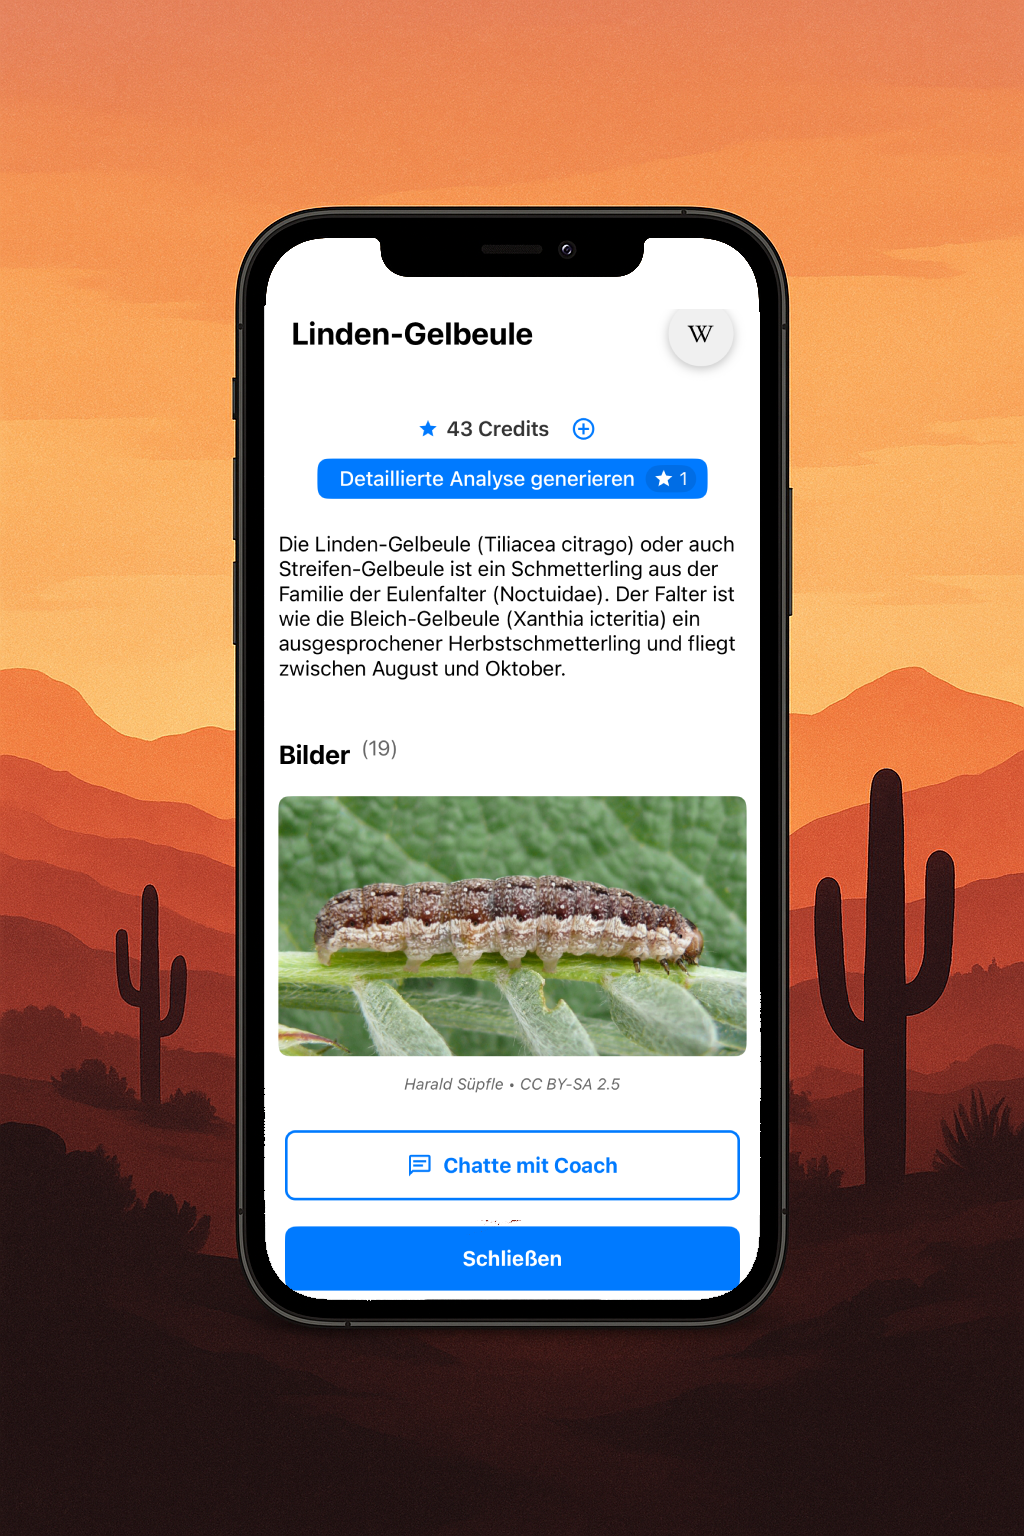 Linden-Gelbeule
W
43 Credits
Detaillierte Analyse generieren 1
Die Linden-Gelbeule (Tiliacea citrago) oder auch
Streifen-Gelbeule ist ein Schmetterling aus der
Familie der Eulenfalter (Noctuidae). Der Falter ist
wie die Bleich-Gelbeule (Xanthia icteritia) ein
ausgesprochener Herbstschmetterling und fliegt
zwischen August und Oktober.
Bilder (19)
Harald Süpfle • CC BY-SA 2.5
Chatte mit Coach
Schließen